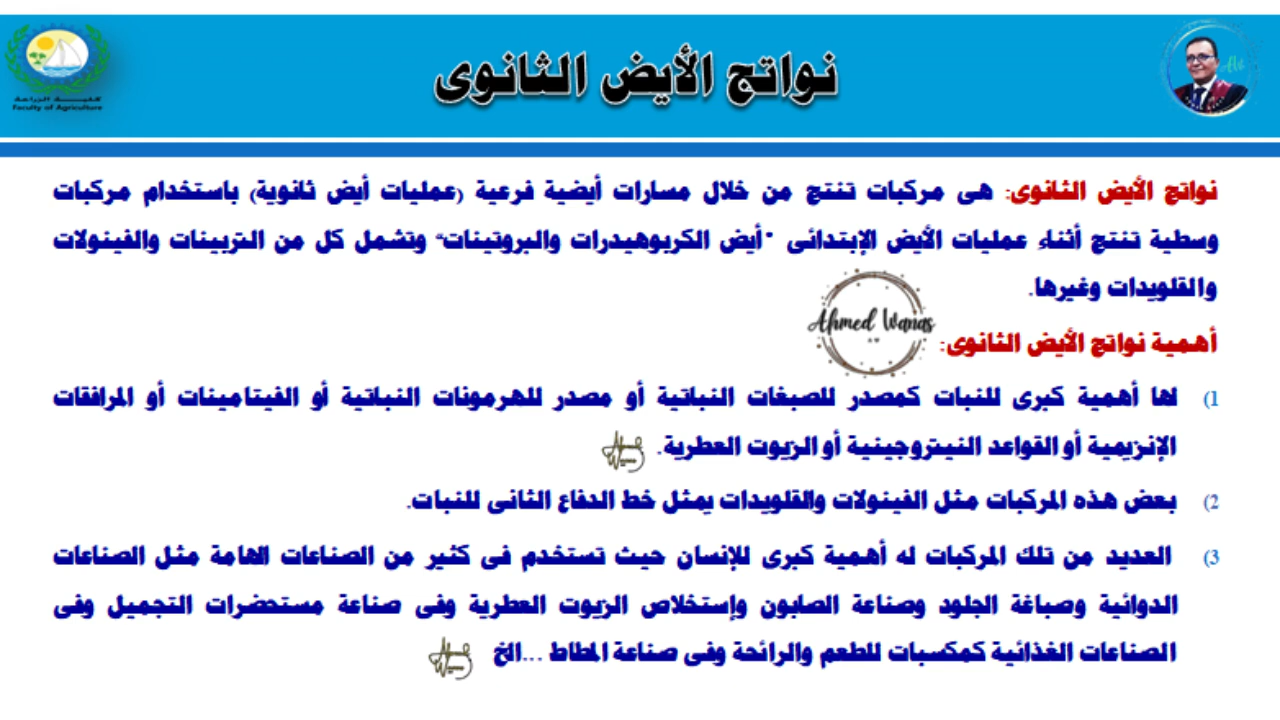 نواتج الأيض الثانوى
كلية الزراعة
Faculty of Agriculture
نواتج الأيض الثانوى: هى مركبات تنتج من خلال مسارات أيضية فرعية (عمليات أيض ثانوية) باستخدام مركبات
وسطية تنتج أثناء عمليات الأيض الإبتدائى "أيض الكربوهيدرات والبروتينات" وتشمل كل من التربينات والفينولات
والقلويدات وغيرها.
Ahmed Wanas
أهمية نواتج الأيض الثانوى:
1) لها أهمية كبرى للنبات كمصدر للصبغات النباتية أو مصدر للهرمونات النباتية أو الفيتامينات أو المرافقات
الإنزيمية أو القواعد النيتروجينية أو الزيوت العطرية.
2) بعض هذه المركبات مثل الفينولات والقلويدات يمثل خط الدفاع الثانى للنبات.
3) العديد من تلك المركبات له أهمية كبرى للإنسان حيث تستخدم فى كثير من الصناعات الهامة مثل الصناعات
الدوائية وصباغة الجلود وصناعة الصابون وإستخلاص الزيوت العطرية وفى صناعة مستحضرات التجميل وفى
الصناعات الغذائية كمكسبات للطعم والرائحة وفى صناعة المطاط ...الخ